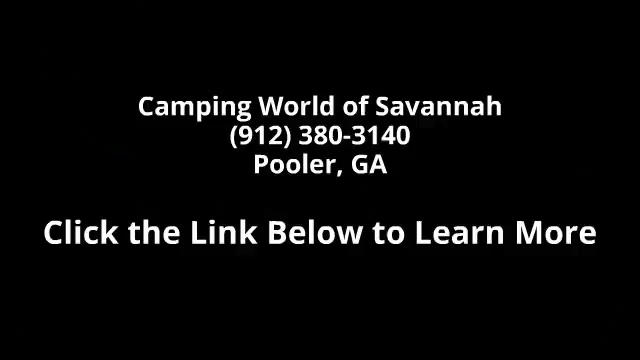 Camping World of Savannah
(912) 380-3140
Pooler, GA
Click the Link Below to Learn More